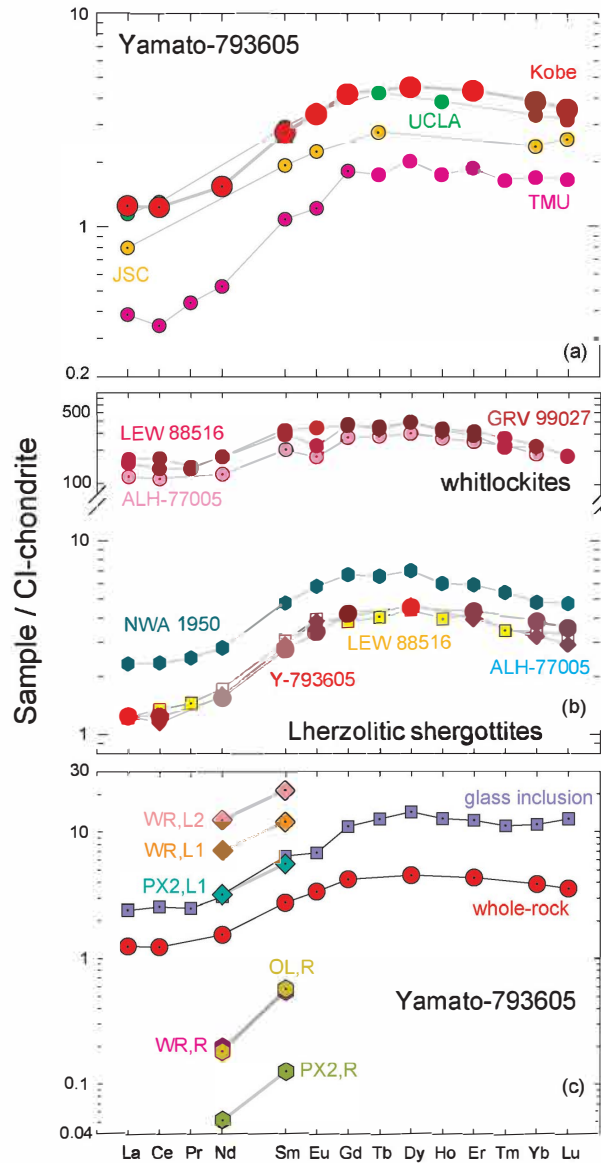 Yamato-793605
10
Kobe
UCLA
1
TMU
JSC
(a)
0.2
500
LEW 88516
GRV 99027
100
ALH-77005
whitlockites
10
NWA 1950
LEW 88516
Y-793605
ALH-77005
(b)
1
Lherzolitic shergottites
Sample / CI-chondrite
30
WR,L2
glass inclusion
10
WR,L1
PX2,L1
whole-rock
1
OL,R
Yamato-793605
WR,R
PX2,R
0.1
(c)
0.04
La Ce Pr Nd Sm Eu Gd Tb Dy Ho Er Tm Yb Lu